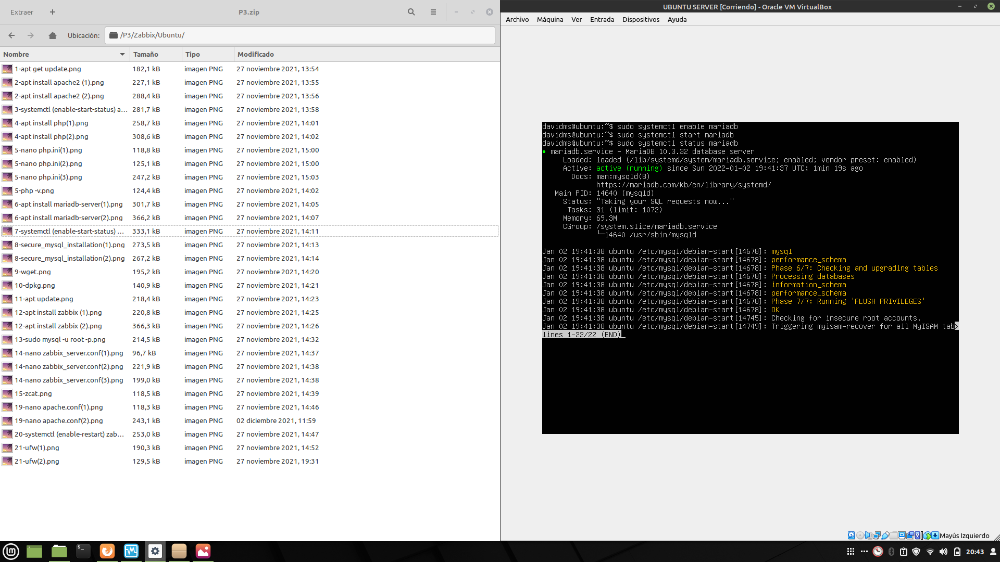 Extraer
P3.zip
Ubicación:
/P3/Zabbix/Ubuntu/
Nombre Tamaño Tipo Modificado
1-apt get update.png 182,1 kB imagen PNG 27 noviembre 2021, 13:54
2-apt install apache2 (1).png 227,1 kB imagen PNG 27 noviembre 2021, 13:55
2-apt install apache2 (2).png 288,4 kB imagen PNG 27 noviembre 2021, 13:56
3-systemctl (enable-start-status) a... 281,7 kB imagen PNG 27 noviembre 2021, 13:58
4-apt install php(1).png 258,7 kB imagen PNG 27 noviembre 2021, 14:01
4-apt install php(2).png 308,6 kB imagen PNG 27 noviembre 2021, 14:02
5-nano php.ini(1).png 118,8 kB imagen PNG 27 noviembre 2021, 15:00
5-nano php.ini(2).png 125,1 kB imagen PNG 27 noviembre 2021, 15:00
5-nano php.ini(3).png 247,2 kB imagen PNG 27 noviembre 2021, 15:03
5-php -v.png 124,4 kB imagen PNG 27 noviembre 2021, 14:02
6-apt install mariadb-server(1).png 301,7 kB imagen PNG 27 noviembre 2021, 14:05
6-apt install mariadb-server(2).png 366,2 kB imagen PNG 27 noviembre 2021, 14:07
7-systemctl (enable-start-status) ... 333,1 kB imagen PNG 27 noviembre 2021, 14:11
8-secure_mysql_installation(1).png 273,5 kB imagen PNG 27 noviembre 2021, 14:13
8-secure_mysql_installation(2).png 267,2 kB imagen PNG 27 noviembre 2021, 14:14
9-wget.png 195,2 kB imagen PNG 27 noviembre 2021, 14:20
10-dpkg.png 140,9 kB imagen PNG 27 noviembre 2021, 14:21
11-apt update.png 218,4 kB imagen PNG 27 noviembre 2021, 14:23
12-apt install zabbix (1).png 220,8 kB imagen PNG 27 noviembre 2021, 14:25
12-apt install zabbix (2).png 366,3 kB imagen PNG 27 noviembre 2021, 14:26
13-sudo mysql -u root -p.png 214,5 kB imagen PNG 27 noviembre 2021, 14:32
14-nano zabbix_server.conf(1).png 96,7 kB imagen PNG 27 noviembre 2021, 14:37
14-nano zabbix_server.conf(2).png 221,9 kB imagen PNG 27 noviembre 2021, 14:38
14-nano zabbix_server.conf(3).png 199,0 kB imagen PNG 27 noviembre 2021, 14:38
15-zcat.png 118,5 kB imagen PNG 27 noviembre 2021, 14:39
19-nano apache.conf(1).png 118,3 kB imagen PNG 27 noviembre 2021, 14:46
19-nano apache.conf(2).png 243,1 kB imagen PNG 02 diciembre 2021, 11:59
20-systemctl (enable-restart) zab... 253,0 kB imagen PNG 27 noviembre 2021, 14:47
21-ufw(1).png 190,3 kB imagen PNG 27 noviembre 2021, 14:52
21-ufw(2).png 129,5 kB imagen PNG 27 noviembre 2021, 19:31
UBUNTU SERVER [Corriendo] - Oracle VM VirtualBox
Archivo Máquina Ver Entrada Dispositivos Ayuda
davidms@ubuntu:~$ sudo systemctl enable mariadb
davidms@ubuntu:~$ sudo systemctl start mariadb
davidms@ubuntu:~$ sudo systemctl status mariadb
● mariadb.service - MariaDB 10.3.32 database server
Loaded: loaded (/lib/systemd/system/mariadb.service; enabled; vendor preset: enabled)
Active: active (running) since Sun 2022-01-02 19:41:37 UTC; 1min 19s ago
Docs: man:mysqld(8)
https://mariadb.com/kb/en/library/systemd/
Main PID: 14640 (mysqld)
Status: "Taking your SQL requests now..."
Tasks: 31 (limit: 1072)
Memory: 69.3M
CGroup: /system.slice/mariadb.service
└─14640 /usr/sbin/mysqld
Jan 02 19:41:38 ubuntu /etc/mysql/debian-start[14678]: mysql
Jan 02 19:41:38 ubuntu /etc/mysql/debian-start[14678]: performance_schema
Jan 02 19:41:38 ubuntu /etc/mysql/debian-start[14678]: Phase 6/7: Checking and upgrading tables
Jan 02 19:41:38 ubuntu /etc/mysql/debian-start[14678]: Processing databases
Jan 02 19:41:38 ubuntu /etc/mysql/debian-start[14678]: information_schema
Jan 02 19:41:38 ubuntu /etc/mysql/debian-start[14678]: performance_schema
Jan 02 19:41:38 ubuntu /etc/mysql/debian-start[14678]: Phase 7/7: Running 'FLUSH PRIVILEGES'
Jan 02 19:41:38 ubuntu /etc/mysql/debian-start[14678]: OK
Jan 02 19:41:38 ubuntu /etc/mysql/debian-start[14745]: Checking for insecure root accounts.
Jan 02 19:41:38 ubuntu /etc/mysql/debian-start[14749]: Triggering myisam-recover for all MyISAM tab>
lines 1-22/22 (END)
Mayús Izquierdo
20:43